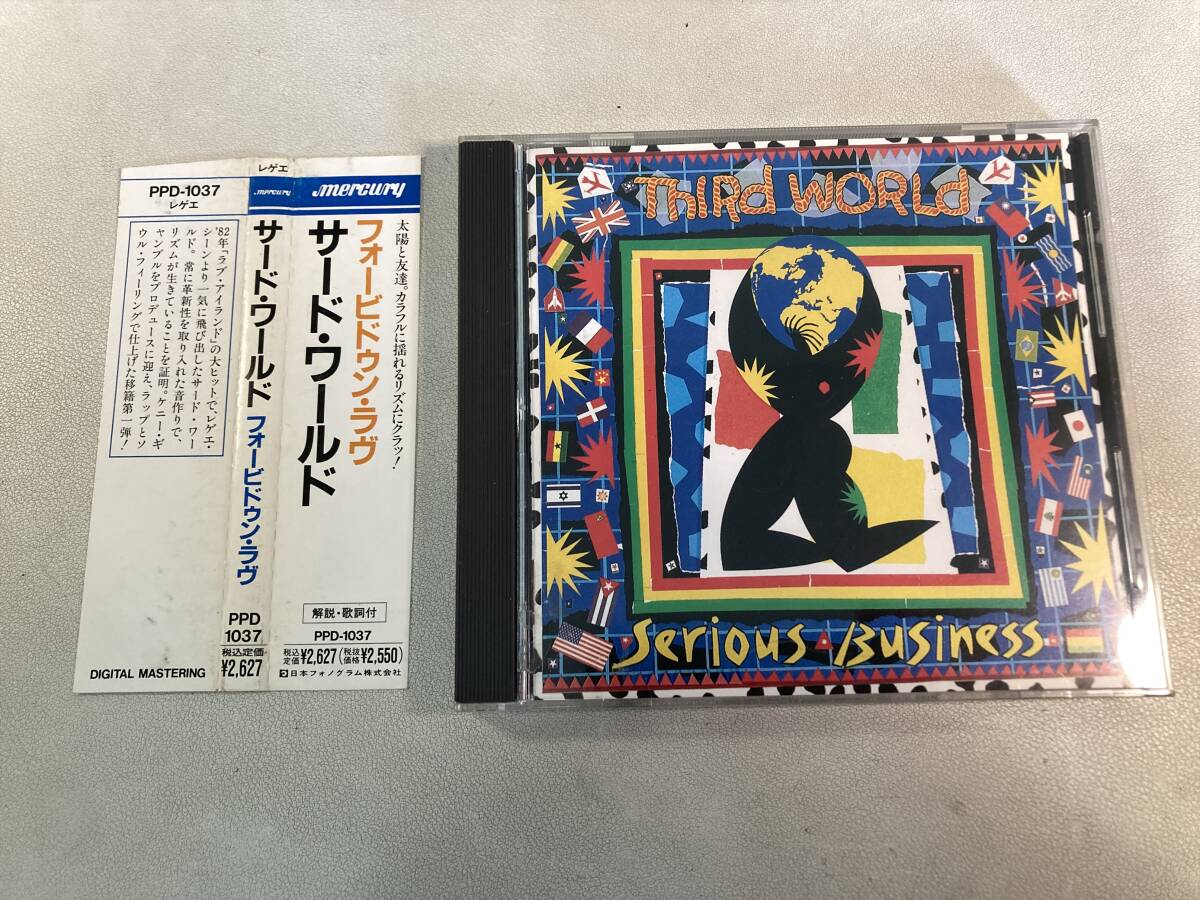 PPD-1037
レゲエ
'82年「ラブ・アイランド」の大ヒットで、レゲエ・
シーンより一気に飛び出したサード・ワー
ルド。常に革新性を取り入れた音作りで、
リズムが生きていることを証明。ケニー・ギ
ャンブルをプロデュースに迎え、ラップとソ
ウル・フィーリングで仕上げた移籍第一弾!
DIGITAL MASTERING
レゲエ
mercury
サード・ワールド フォービドゥン・ラヴ
PPD
1037
税込定価
¥2,627
mercury
太陽と友達。カラフルに揺れるリズムにクラッ!
フォービドゥン・ラヴ
サード・ワールド
解説・歌詞付
PPD-1037
税込定価¥2,627(税抜価格¥2,550)
日本フォノグラム株式会社
THIRd WORLd
Serious Business